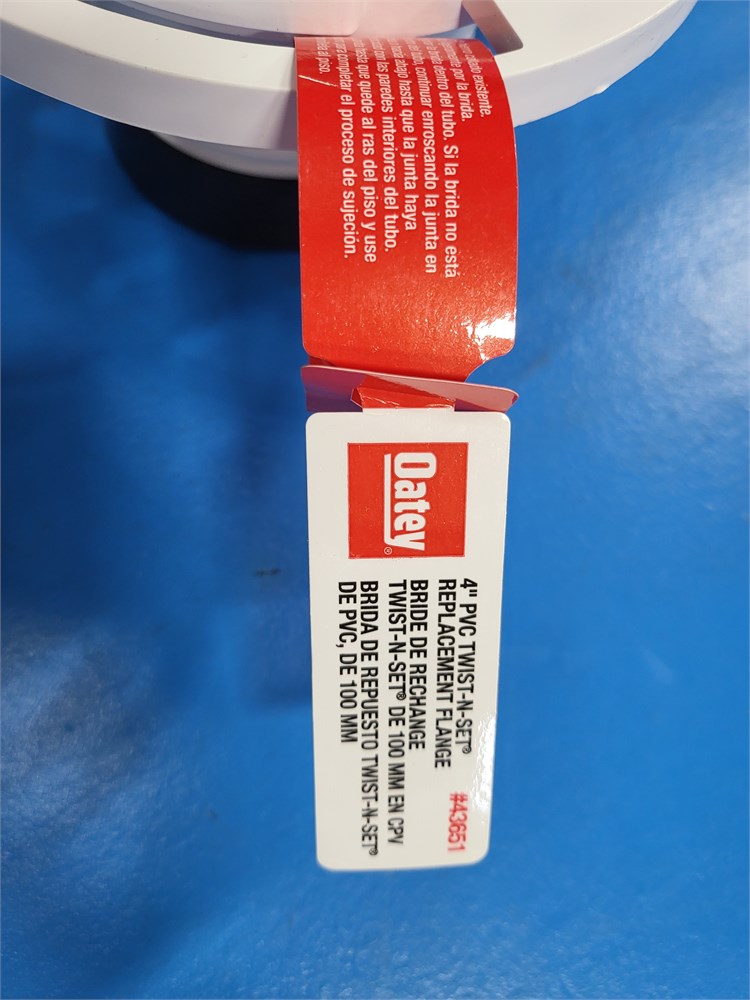 existente.
por la brida.
dentro del tubo. Si la brida no está
tubo, continuar enroscando la junta en
abajo hasta que la junta haya
las paredes interiores del tubo.
hasta que quede al ras del piso y use
completar el proceso de sujeción.
piso.
Oatey®
4" PVC TWIST-N-SET®
REPLACEMENT FLANGE
#43651
BRIDE DE RECHANGE
TWIST-N-SET® DE 100 MM EN CPV
BRIDA DE REPUESTO TWIST-N-SET®
DE PVC, DE 100 MM